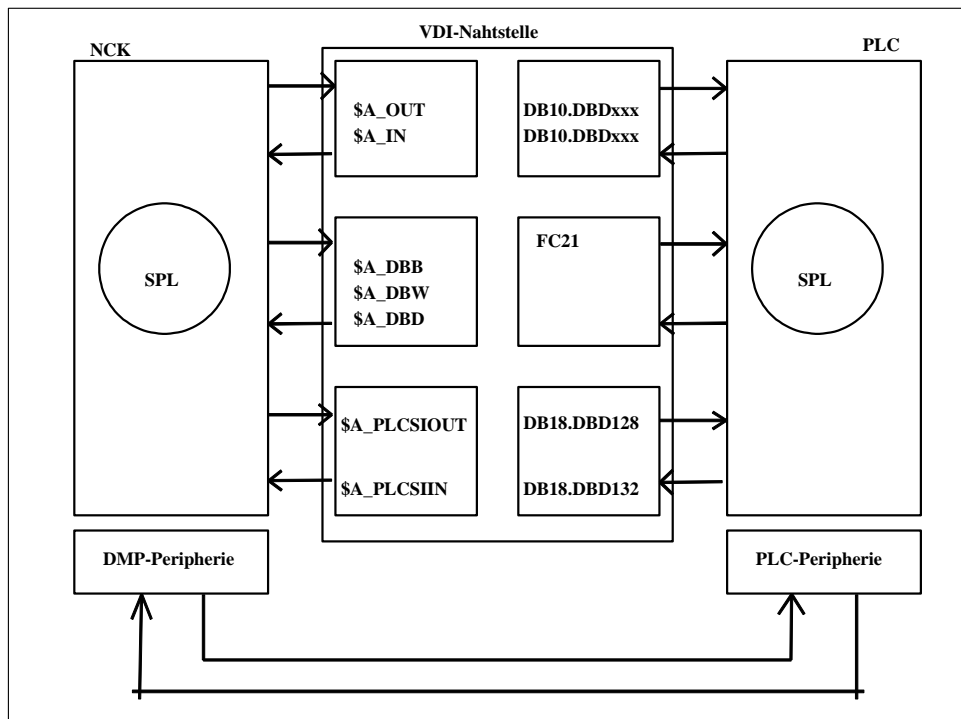 VDI-Nahtstelle
NCK
PLC
$A_OUT
$A_IN
DB10.DBDxxx
DB10.DBDxxx
SPL
$A_DBB
$A_DBW
$A_DBD
FC21
SPL
$A_PLCSIOUT
$A_PLCSIIN
DB18.DBD128
DB18.DBD132
DMP-Peripherie
PLC-Peripherie